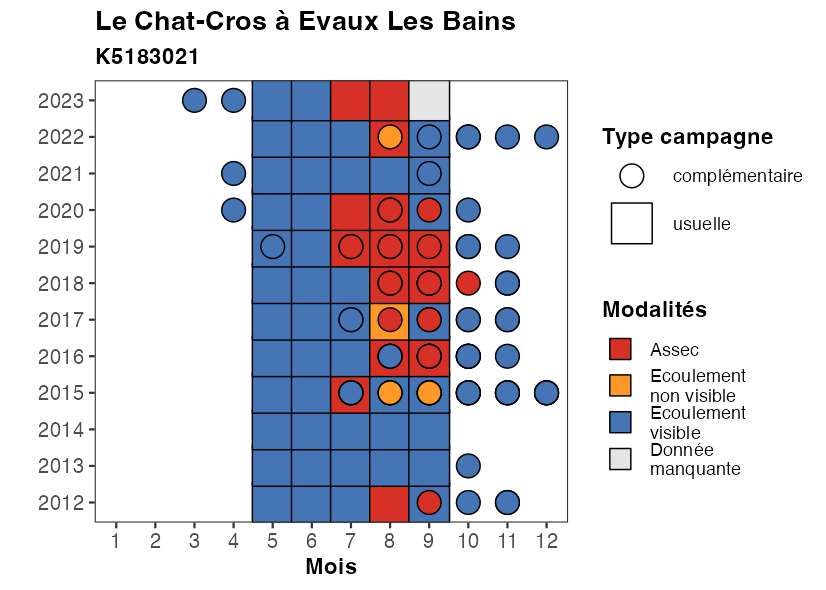 Le Chat-Cros à Evaux Les Bains
K5183021
2023
2022
2021
2020
2019
2018
2017
2016
2015
2014
2013
2012
1 2 3 4 5 6 7 8 9 10 11 12
Mois
Type campagne
complémentaire
usuelle
Modalités
Assec
Ecoulement
non visible
Ecoulement
visible
Donnée
manquante